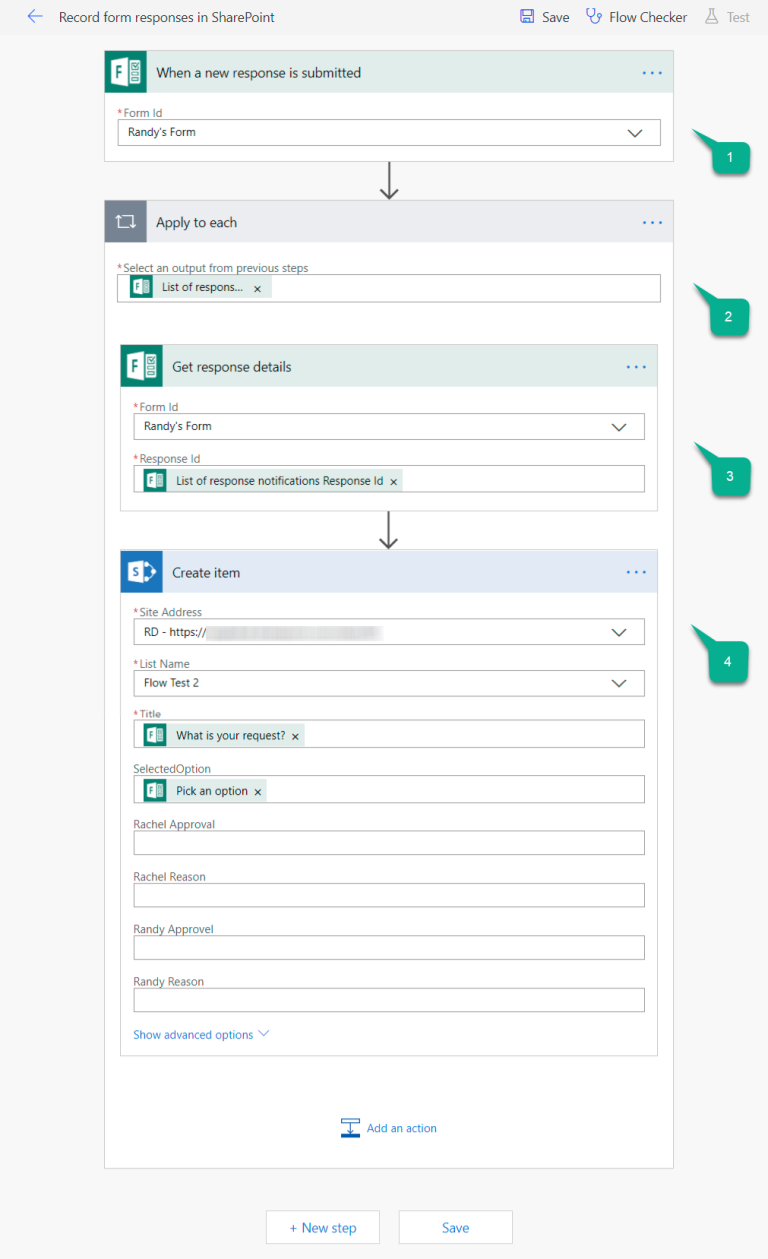 Record form responses in SharePoint
Save
Flow Checker
Test
When a new response is submitted
*Form Id
Randy's Form
1
Apply to each
*Select an output from previous steps
List of respons... ×
2
Get response details
*Form Id
Randy's Form
*Response Id
List of response notifications Response Id ×
3
Create item
*Site Address
RD - https://
*List Name
Flow Test 2
4
*Title
What is your request? ×
SelectedOption
Pick an option ×
Rachel Approval
Rachel Reason
Randy Approvel
Randy Reason
Show advanced options
Add an action
+ New step
Save